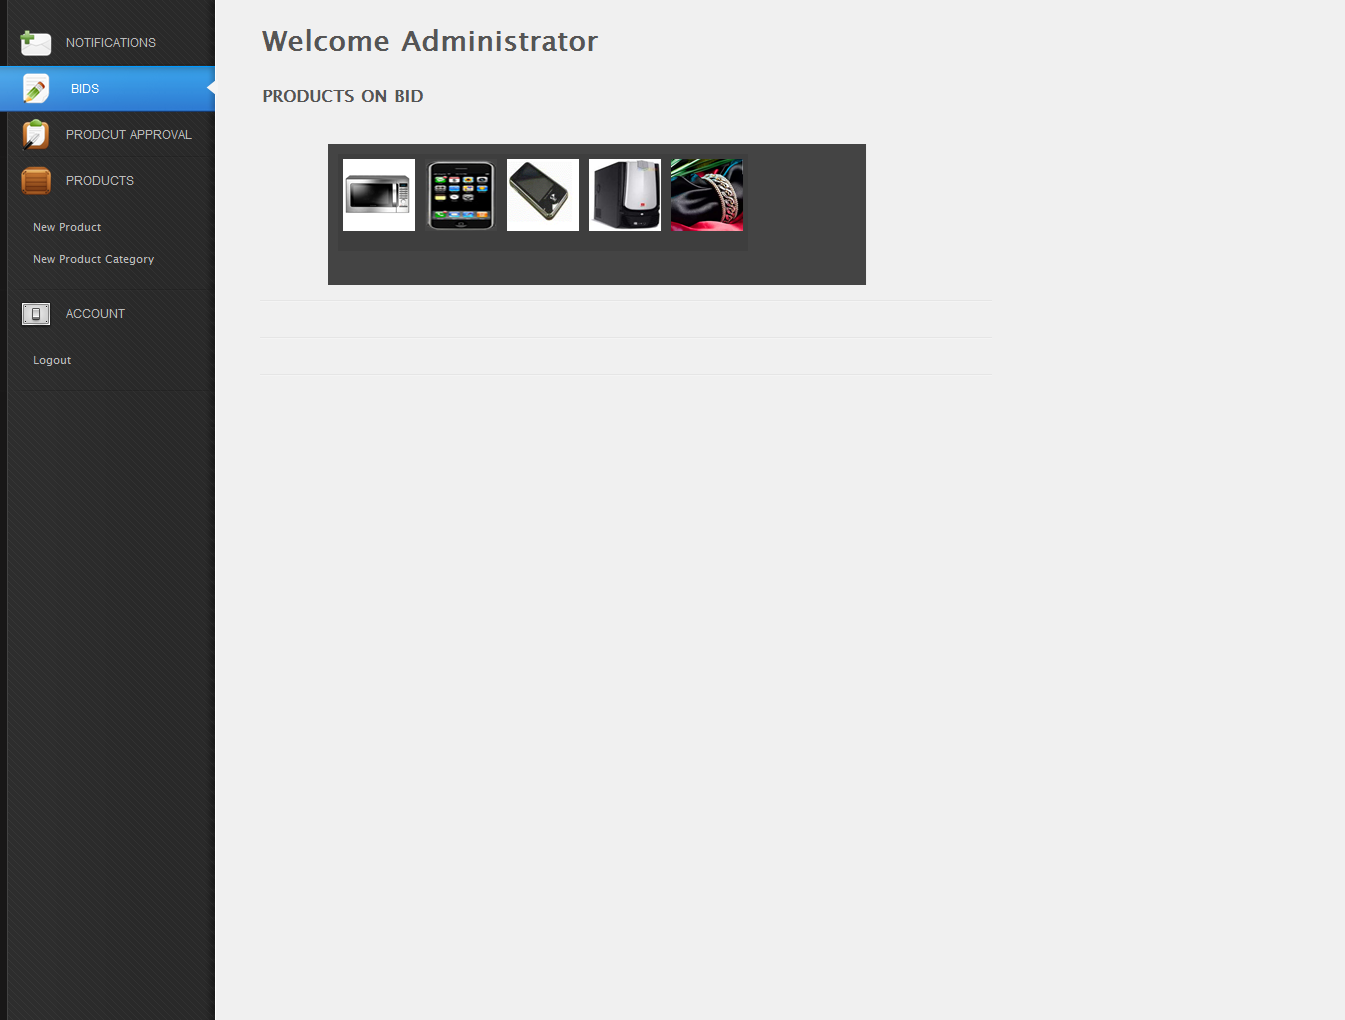 NOTIFICATIONS
BIDS
PRODCUT APPROVAL
PRODUCTS
New Product
New Product Category
ACCOUNT
Logout
Welcome Administrator
PRODUCTS ON BID